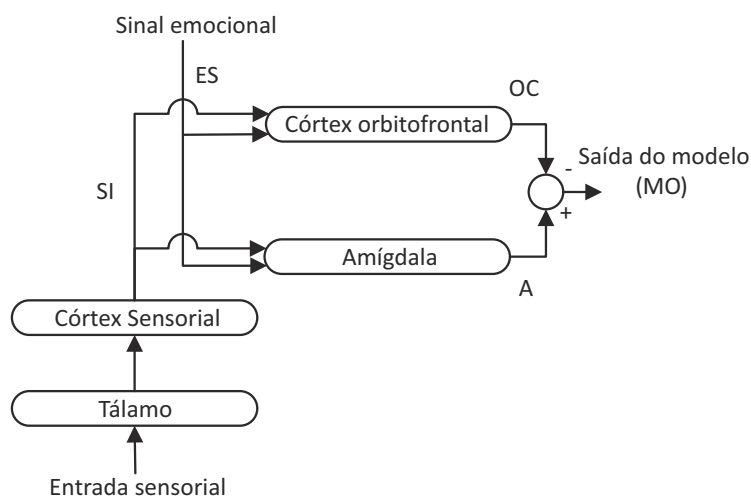 Sinal emocional
ES
OC
Córtex orbitofrontal
-
Saída do modelo
(MO)
SI
+
Amígdala
A
Córtex Sensorial
Tálamo
Entrada sensorial